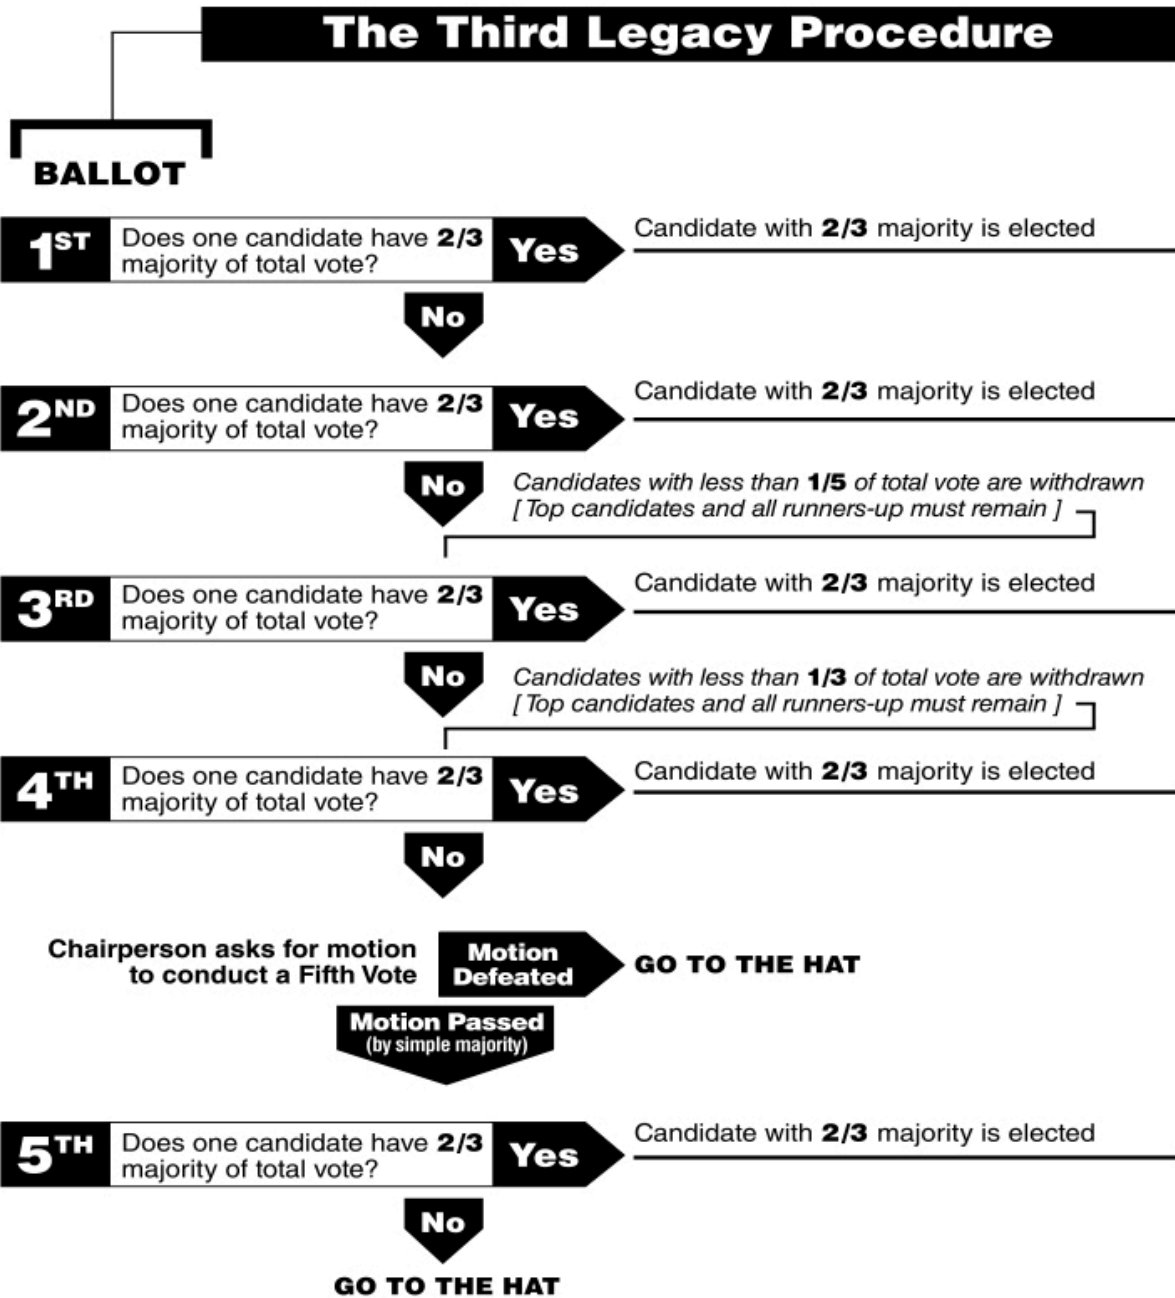 The Third Legacy Procedure
BALLOT
1ST
Does one candidate have 2/3
majority of total vote?
Yes
Candidate with 2/3 majority is elected
No
2ND
Does one candidate have 2/3
majority of total vote?
Yes
Candidate with 2/3 majority is elected
No
Candidates with less than 1/5 of total vote are withdrawn
[ Top candidates and all runners-up must remain ]
3RD
Does one candidate have 2/3
majority of total vote?
Yes
Candidate with 2/3 majority is elected
No
Candidates with less than 1/3 of total vote are withdrawn
[ Top candidates and all runners-up must remain ]
4TH
Does one candidate have 2/3
majority of total vote?
Yes
Candidate with 2/3 majority is elected
No
Chairperson asks for motion
to conduct a Fifth Vote
Motion
Defeated
GO TO THE HAT
Motion Passed
(by simple majority)
5TH
Does one candidate have 2/3
majority of total vote?
Yes
Candidate with 2/3 majority is elected
No
GO TO THE HAT